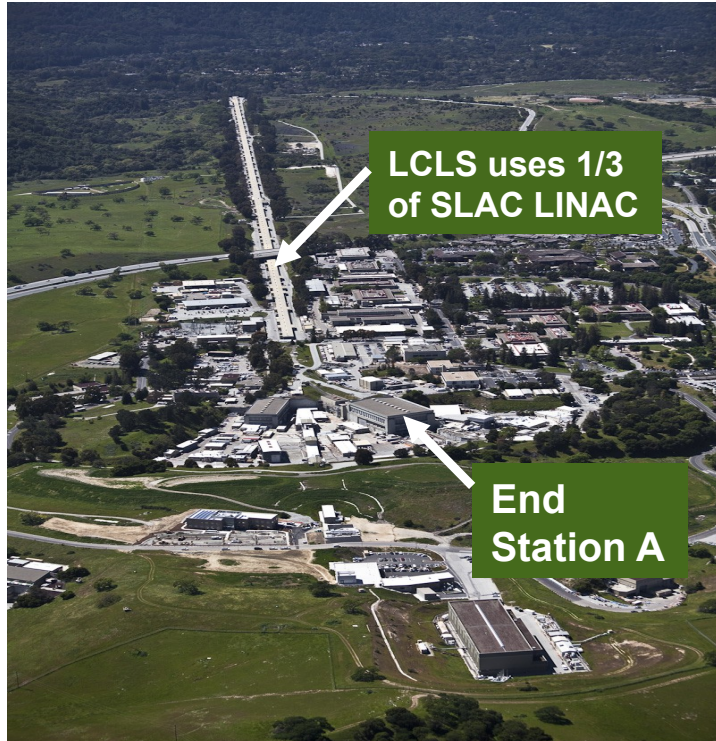 LCLS uses 1/3
of SLAC LINAC
End
Station A